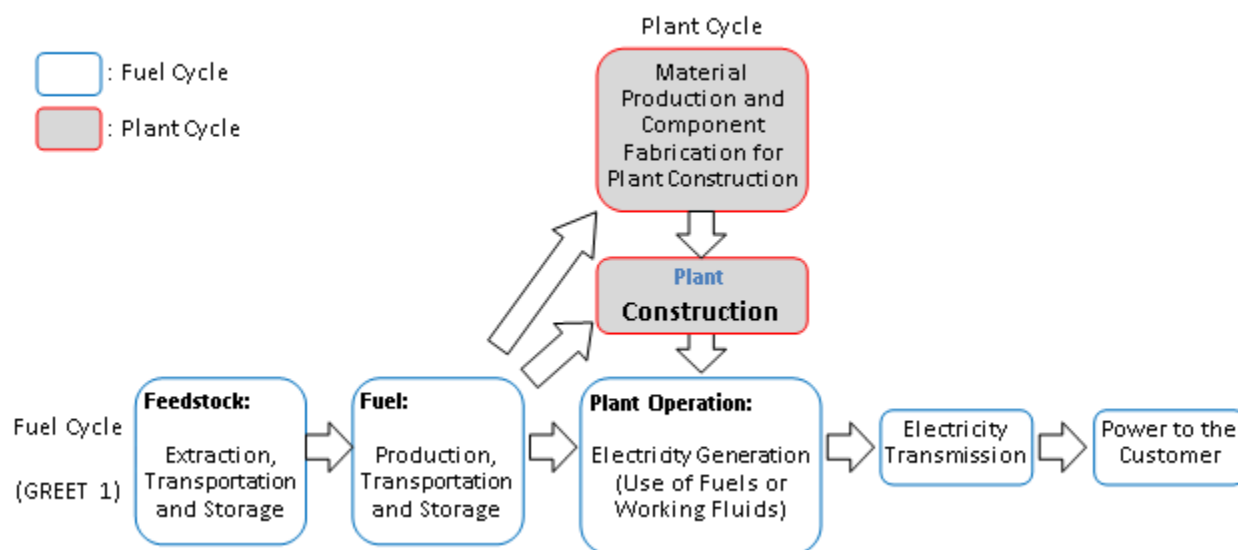 Plant Cycle
: Fuel Cycle
: Plant Cycle
Material
Production and
Component
Fabrication for
Plant Construction
Plant
Construction
Fuel Cycle
(GREET 1)
Feedstock:
Extraction,
Transportation
and Storage
Fuel:
Production,
Transportation
and Storage
Plant Operation:
Electricity Generation
(Use of Fuels or
Working Fluids)
Electricity
Transmission
Power to the
Customer